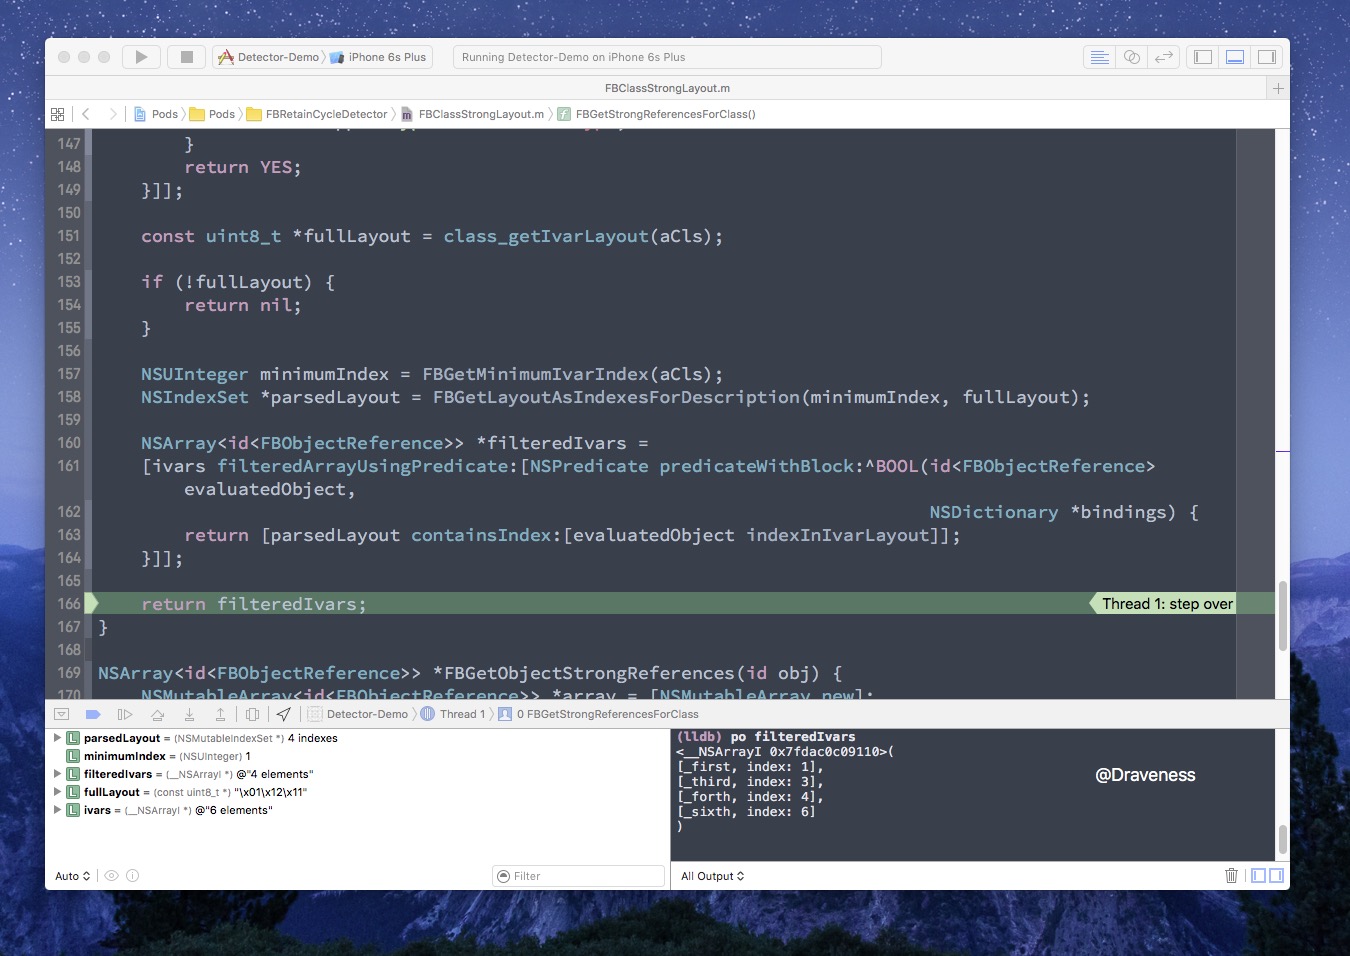 Detector-Demo 〉 iPhone 6s Plus
Running Detector-Demo on iPhone 6s Plus
FBClassStrongLayout.m
Pods 〉 Pods 〉 FBRetainCycleDetector 〉 FBClassStrongLayout.m 〉 FBGetStrongReferencesForClass()
147 }
148 return YES;
149 }]];
150
151 const uint8_t *fullLayout = class_getIvarLayout(aCls);
152
153 if (!fullLayout) {
154 return nil;
155 }
156
157 NSUInteger minimumIndex = FBGetMinimumIvarIndex(aCls);
158 NSIndexSet *parsedLayout = FBGetLayoutAsIndexesForDescription(minimumIndex, fullLayout);
159
160 NSArray<id<FBObjectReference>> *filteredIvars =
161 [ivars filteredArrayUsingPredicate:[NSPredicate predicateWithBlock:^BOOL(id<FBObjectReference>
evaluatedObject,
162 NSDictionary *bindings) {
163 return [parsedLayout containsIndex:[evaluatedObject indexInIvarLayout]];
164 }]];
165
166 return filteredIvars; Thread 1: step over
167 }
168
169 NSArray<id<FBObjectReference>> *FBGetObjectStrongReferences(id obj) {
170 NSMutableArray<id<FBObjectReference>> *array = [NSMutableArray new];
Detector-Demo 〉 Thread 1 〉 0 FBGetStrongReferencesForClass
L parsedLayout = (NSMutableIndexSet *) 4 indexes
L minimumIndex = (NSUInteger) 1
L filteredIvars = (__NSArrayI *) @"4 elements"
L fullLayout = (const uint8_t *) "\x01\x12\x11"
L ivars = (__NSArrayI *) @"6 elements"
Auto
Filter
(lldb) po filteredIvars
<__NSArrayI 0x7fdac0c09110>(
[_first, index: 1],
[_third, index: 3],
[_forth, index: 4],
[_sixth, index: 6]
)
@Draveness
All Output